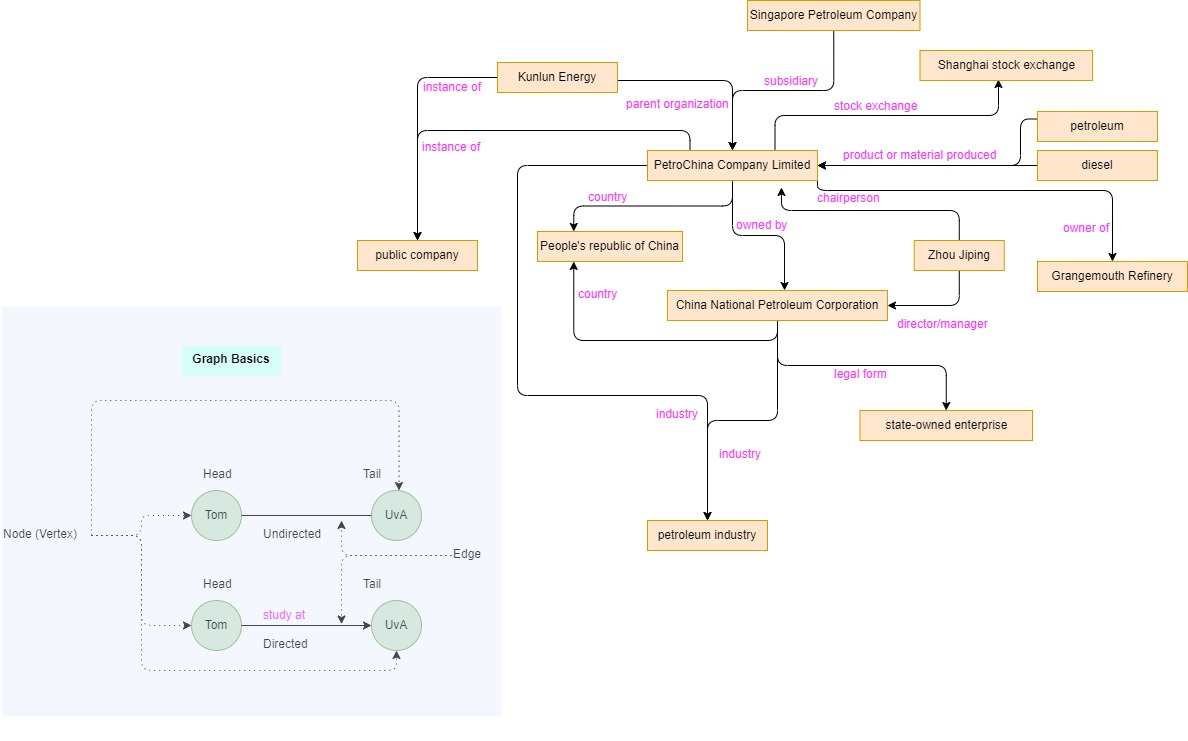 Singapore Petroleum Company
Shanghai stock exchange
Kunlun Energy
subsidiary
instance of
parent organization
stock exchange
petroleum
instance of
PetroChina Company Limited
product or material produced
diesel
country
chairperson
owned by
owner of
People's republic of China
public company
Zhou Jiping
Grangemouth Refinery
country
China National Petroleum Corporation
director/manager
legal form
industry
state-owned enterprise
industry
petroleum industry
Graph Basics
Head
Tail
Tom
UvA
Node (Vertex)
Undirected
Edge
Head
Tail
study at
Tom
UvA
Directed